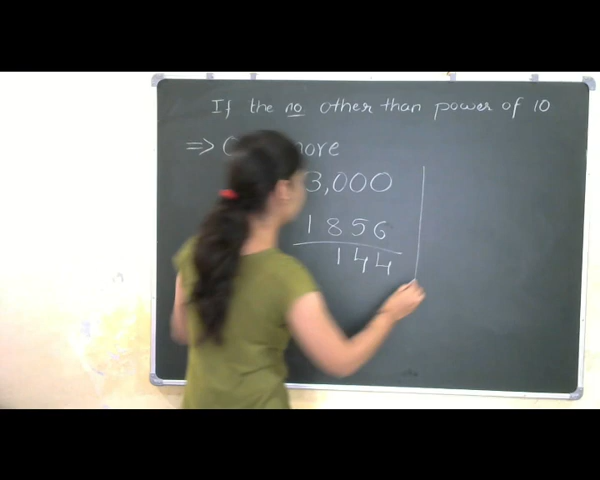 If the no other than power of 10
⇒ more
3,000
1856
144